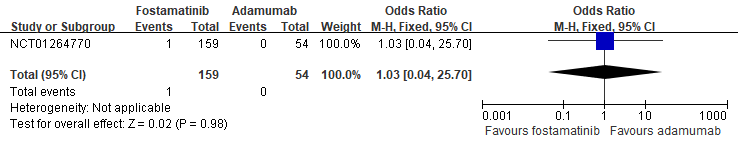 Fostamatinib Adamumab Odds Ratio Odds Ratio
Study or Subgroup Events Total Events Total Weight M-H, Fixed, 95% CI M-H, Fixed, 95% CI
NCT01264770 1 159 0 54 100.0% 1.03 [0.04, 25.70]
Total (95% CI) 159 54 100.0% 1.03 [0.04, 25.70]
Total events 1 0
Heterogeneity: Not applicable
Test for overall effect: Z = 0.02 (P = 0.98)
0.001 0.1 1 10 1000
Favours fostamatinib Favours adamumab